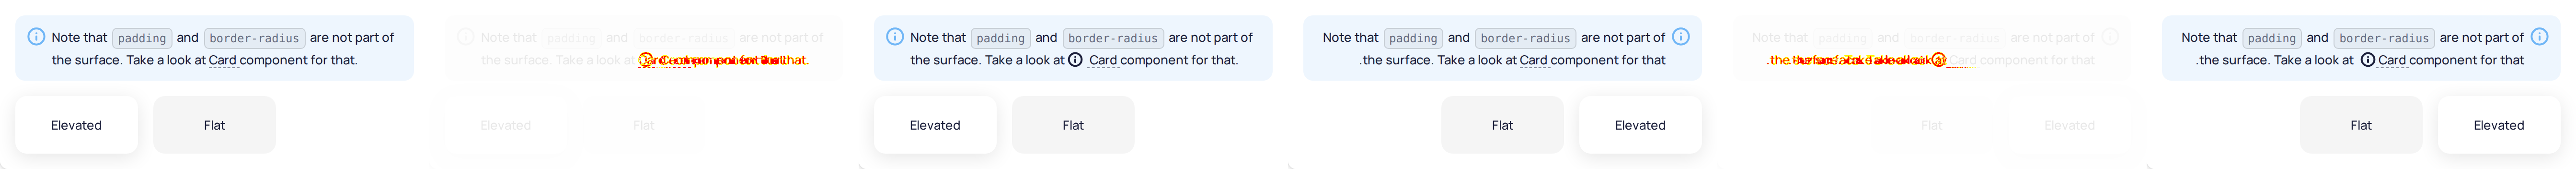 Note that padding and border-radius are not part of
the surface. Take a look at Card component for that.
Elevated
Flat
Note that padding and border-radius are not part of
the surface. Take a look at
Elevated
Flat
Note that padding and border-radius are not part of
the surface. Take a look at Card component for that.
Elevated
Flat
Note that padding and border-radius are not part of
.the surface. Take a look at Card component for that
Flat
Elevated
Note that padding and border-radius are not part of
Card component for that
Flat
Elevated
Note that padding and border-radius are not part of
.the surface. Take a look at Card component for that
Flat
Elevated